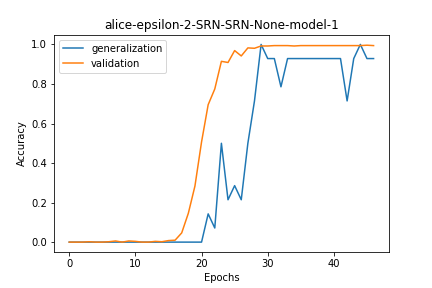 alice-epsilon-2-SRN-SRN-None-model-1
generalization
validation
Accuracy
1.0
0.8
0.6
0.4
0.2
0.0
0 10 20 30 40
Epochs